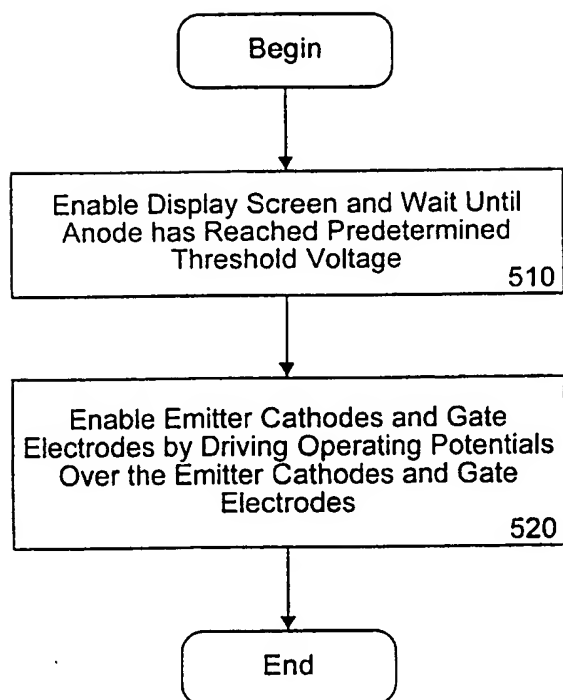 Begin
Enable Display Screen and Wait Until
Anode has Reached Predetermined
Threshold Voltage
510
Enable Emitter Cathodes and Gate
Electrodes by Driving Operating Potentials
Over the Emitter Cathodes and Gate
Electrodes
520
End